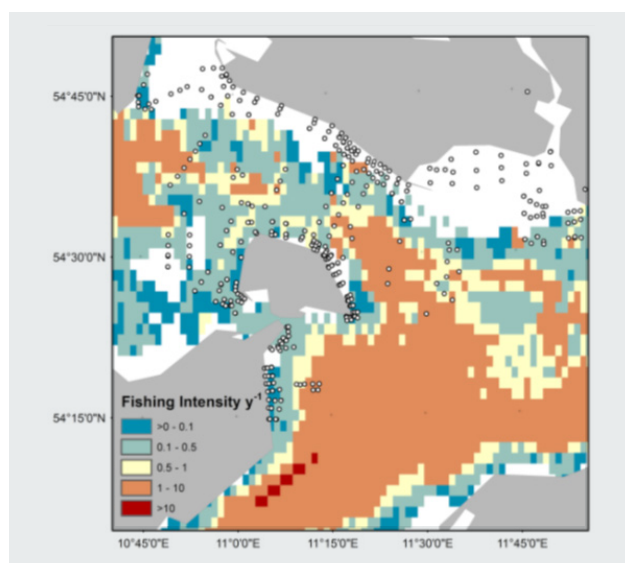 54°45'0"N
54°30'0"N
54°15'0"N
Fishing Intensity y⁻¹
>0 - 0.1
0.1 - 0.5
0.5 - 1
1 - 10
>10
10°45'0"E 11°0'0"E 11°15'0"E 11°30'0"E 11°45'0"E